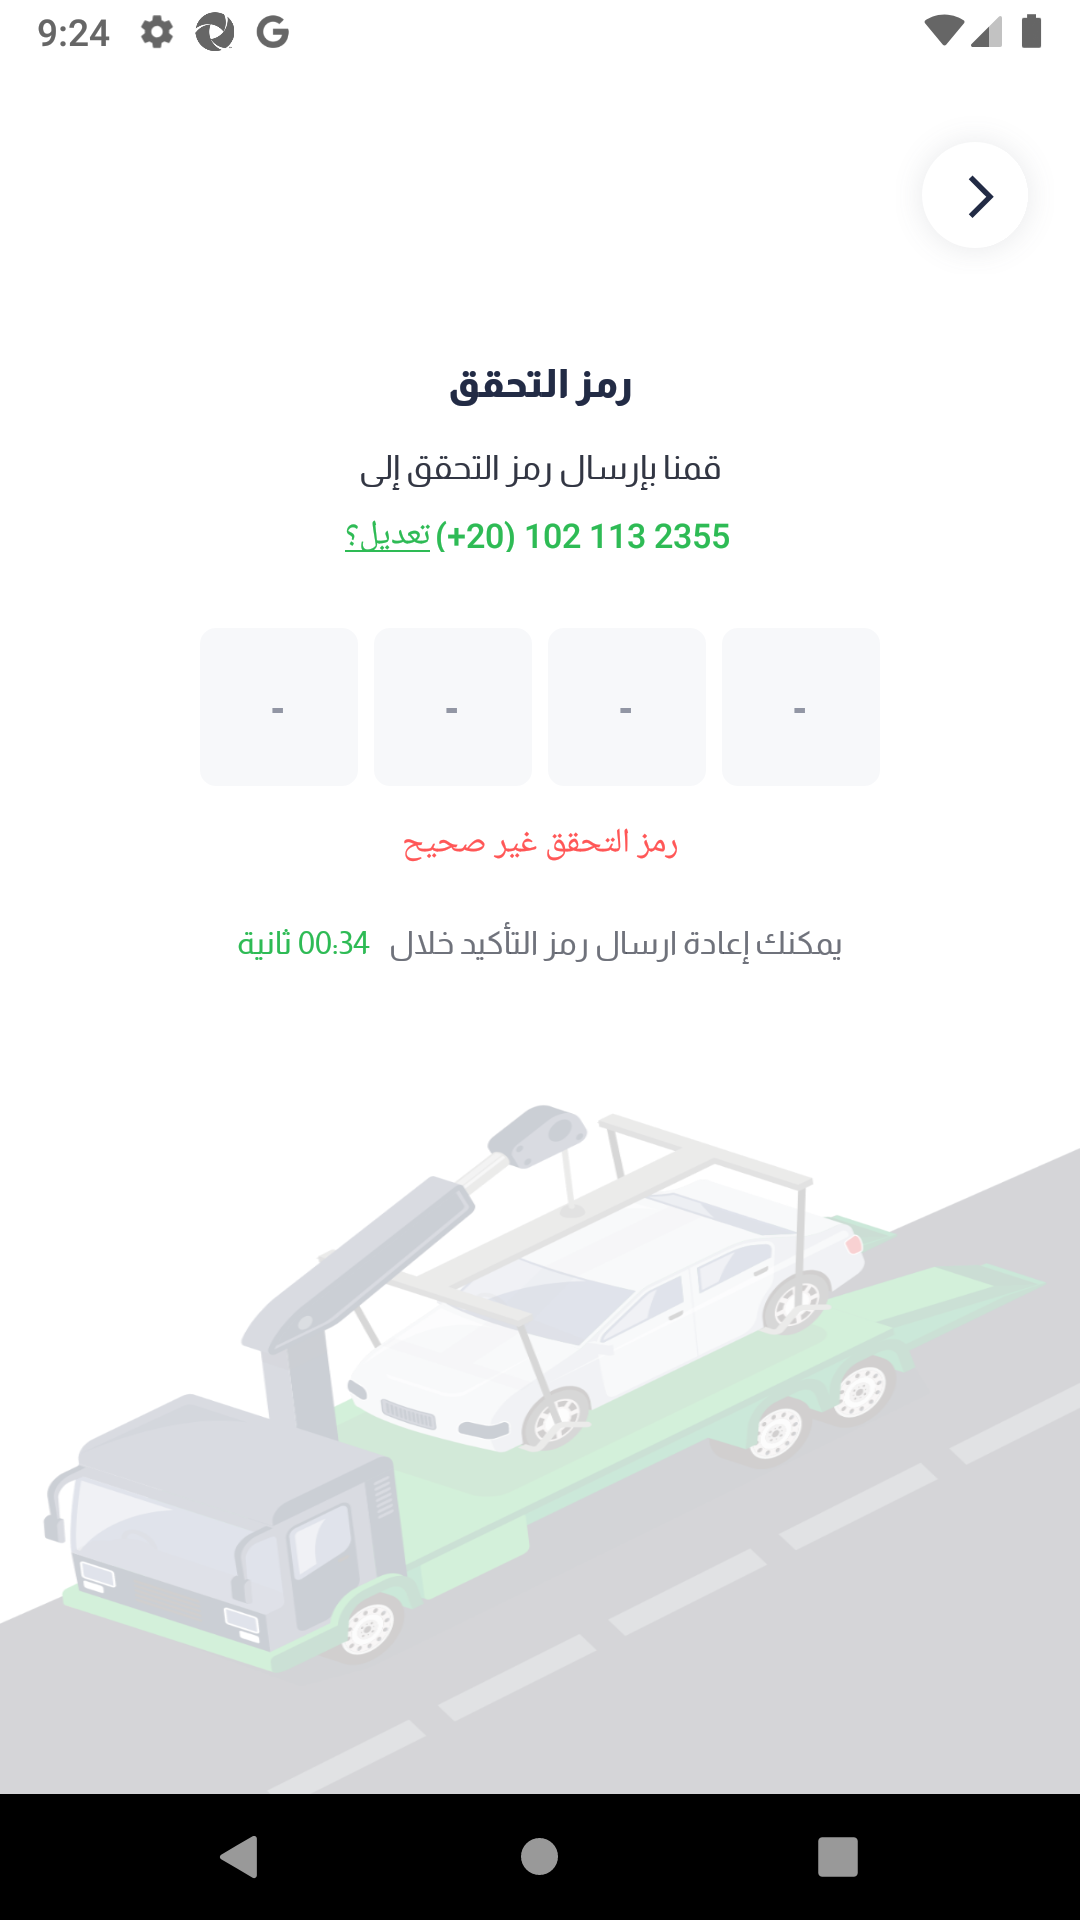 9:24
رمز التحقق
قمنا بإرسال رمز التحقق إلى
(+20) 102 113 2355 تعديل؟
- - - -
رمز التحقق غير صحيح
يمكنك إعادة ارسال رمز التأكيد خلال 00:34 ثانية